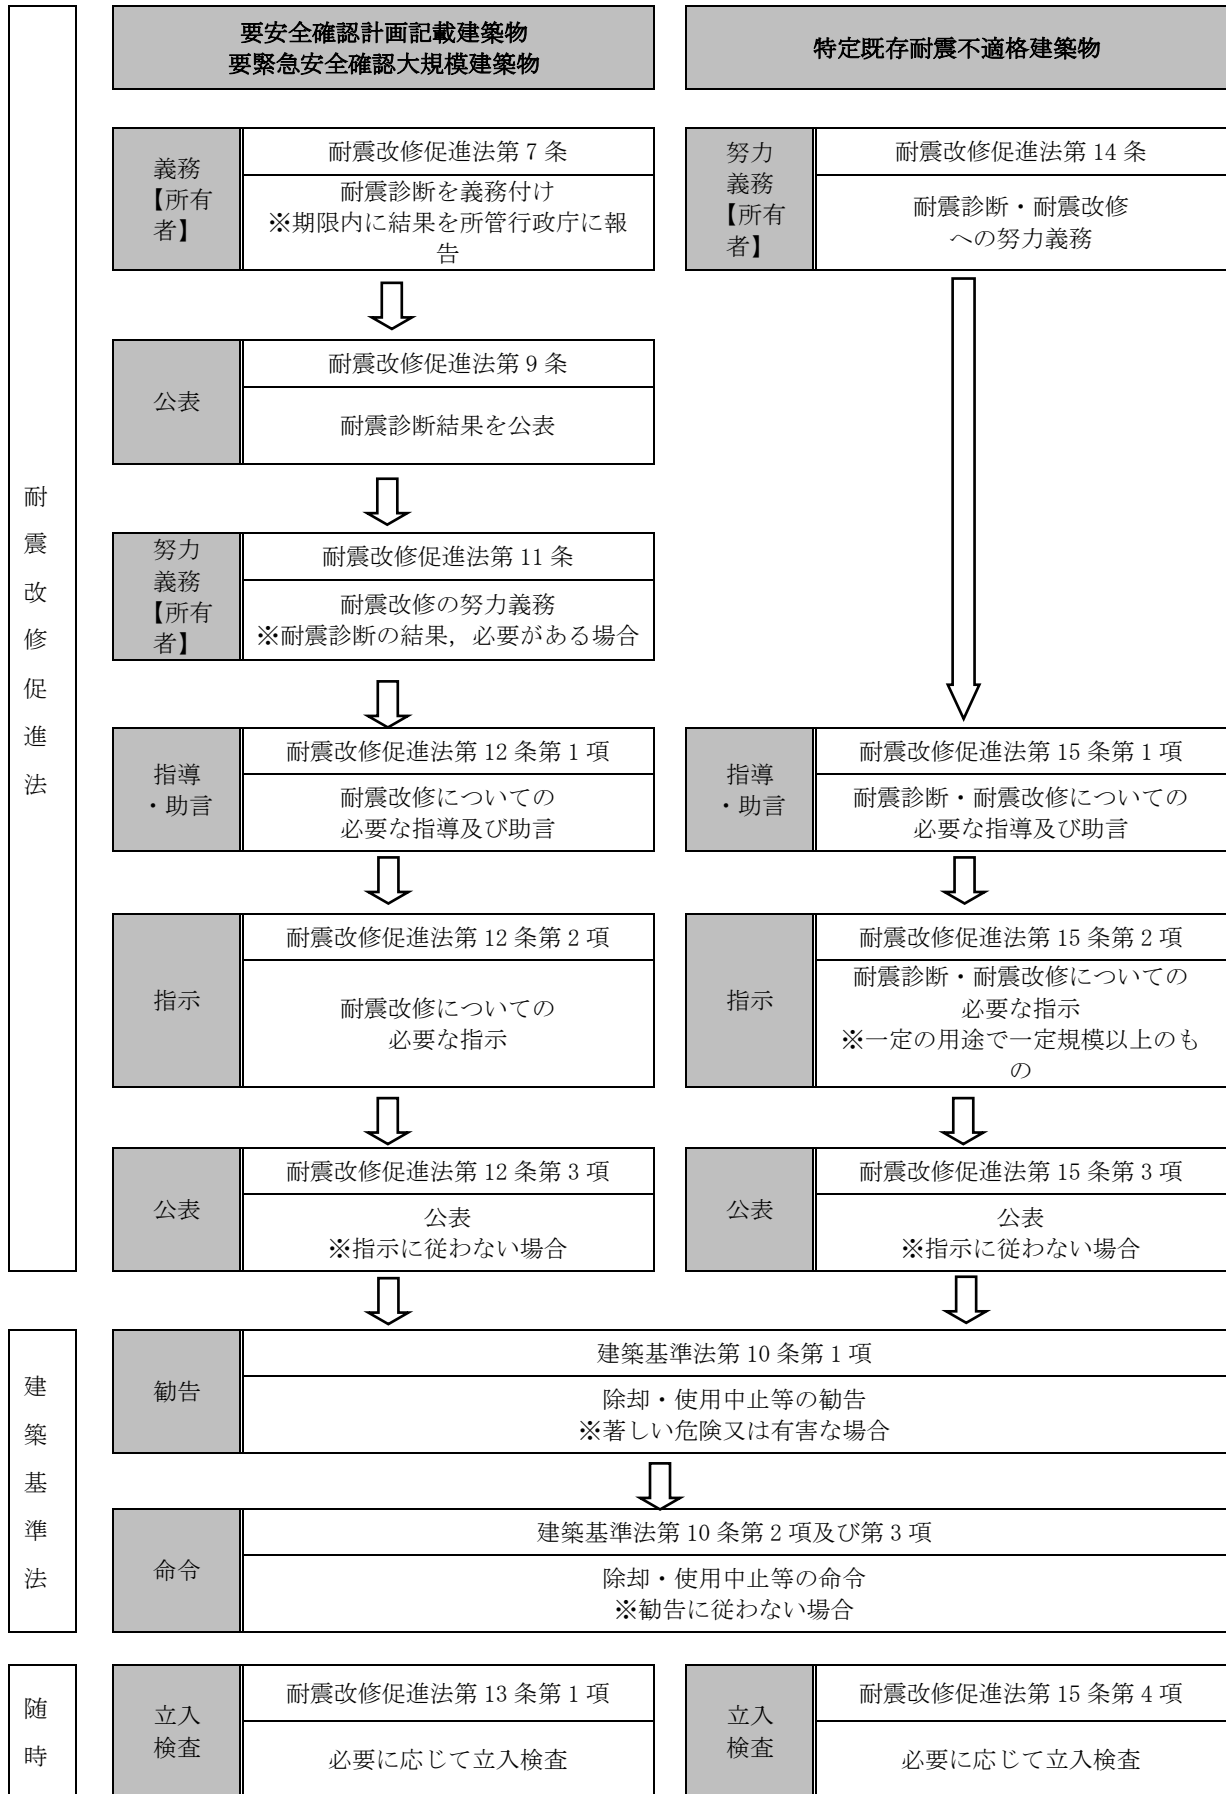 要安全確認計画記載建築物
要緊急安全確認大規模建築物
特定既存耐震不適格建築物
耐震改修促進法
義務
【所有
者】
耐震改修促進法第 7 条
耐震診断を義務付け
※期限内に結果を所管行政庁に報
告
努力
義務
【所有
者】
耐震改修促進法第 14 条
耐震診断・耐震改修
への努力義務
公表
耐震改修促進法第 9 条
耐震診断結果を公表
努力
義務
【所有
者】
耐震改修促進法第 11 条
耐震改修の努力義務
※耐震診断の結果，必要がある場合
指導
・助言
耐震改修促進法第 12 条第 1 項
耐震改修についての
必要な指導及び助言
指導
・助言
耐震改修促進法第 15 条第 1 項
耐震診断・耐震改修についての
必要な指導及び助言
指示
耐震改修促進法第 12 条第 2 項
耐震改修についての
必要な指示
指示
耐震改修促進法第 15 条第 2 項
耐震診断・耐震改修についての
必要な指示
※一定の用途で一定規模以上のも
の
公表
耐震改修促進法第 12 条第 3 項
公表
※指示に従わない場合
公表
耐震改修促進法第 15 条第 3 項
公表
※指示に従わない場合
建築基準法
勧告
建築基準法第 10 条第 1 項
除却・使用中止等の勧告
※著しい危険又は有害な場合
命令
建築基準法第 10 条第 2 項及び第 3 項
除却・使用中止等の命令
※勧告に従わない場合
随時
立入
検査
耐震改修促進法第 13 条第 1 項
必要に応じて立入検査
立入
検査
耐震改修促進法第 15 条第 4 項
必要に応じて立入検査